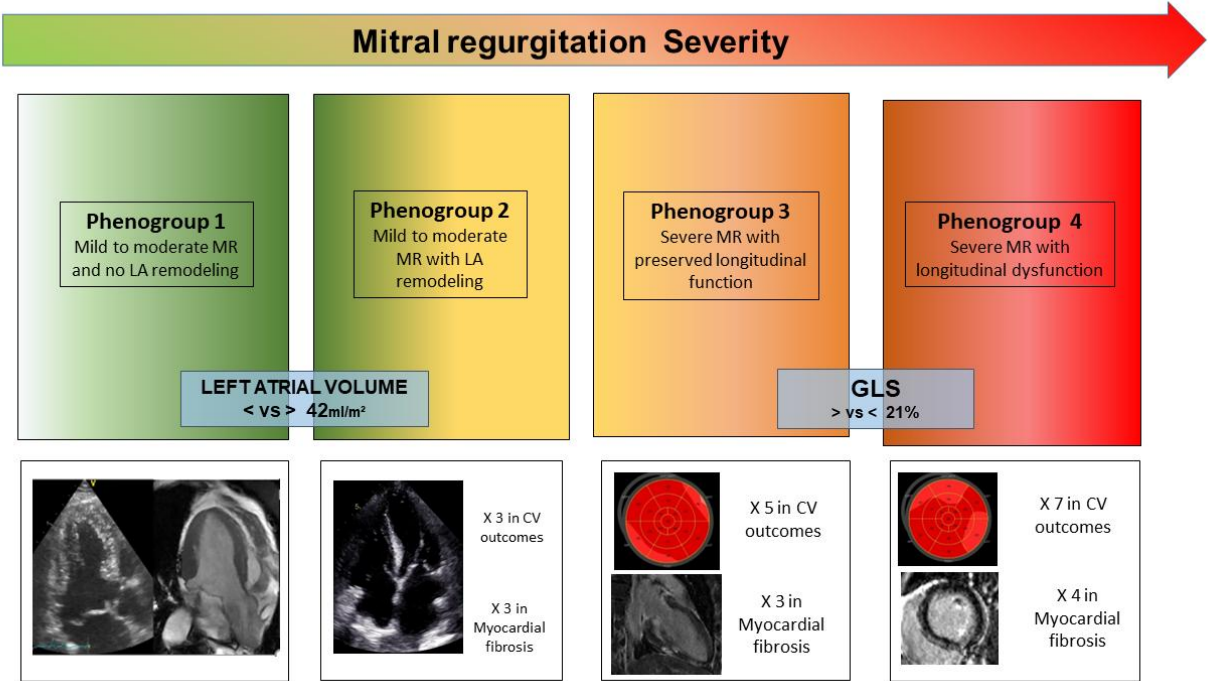 Mitral regurgitation Severity
Phenogroup 1
Mild to moderate MR
and no LA remodeling
Phenogroup 2
Mild to moderate
MR with LA
remodeling
Phenogroup 3
Severe MR with
preserved longitudinal
function
Phenogroup 4
Severe MR with
longitudinal dysfunction
LEFT ATRIAL VOLUME
< vs > 42ml/m²
GLS
> vs < 21%
V
X 3 in CV
outcomes
X 3 in
Myocardial
fibrosis
X 5 in CV
outcomes
X 3 in
Myocardial
fibrosis
X 7 in CV
outcomes
X 4 in
Myocardial
fibrosis